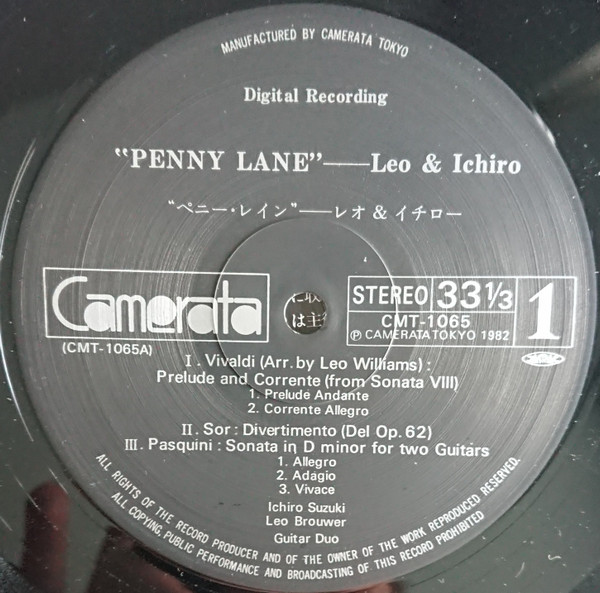 MANUFACTURED BY CAMERATA TOKYO
Digital Recording
"PENNY LANE"──Leo & Ichiro
"ペニー・レイン"──レオ & イチロー
Camerata
STEREO 33 1/3 1
CMT-1065
(CMT-1065A)
Ⓟ CAMERATA TOKYO 1982
I. Vivaldi (Arr. by Leo Williams) :
Prelude and Corrente (from Sonata VIII)
1. Prelude Andante
2. Corrente Allegro
II. Sor : Divertimento (Del Op. 62)
III. Pasquini : Sonata in D minor for two Guitars
1. Allegro
2. Adagio
3. Vivace
Ichiro Suzuki
Leo Brouwer
Guitar Duo
ALL RIGHTS OF THE RECORD PRODUCER AND OF THE OWNER OF THE WORK REPRODUCED RESERVED.
ALL COPYING, PUBLIC PERFORMANCE AND BROADCASTING OF THIS RECORD PROHIBITED